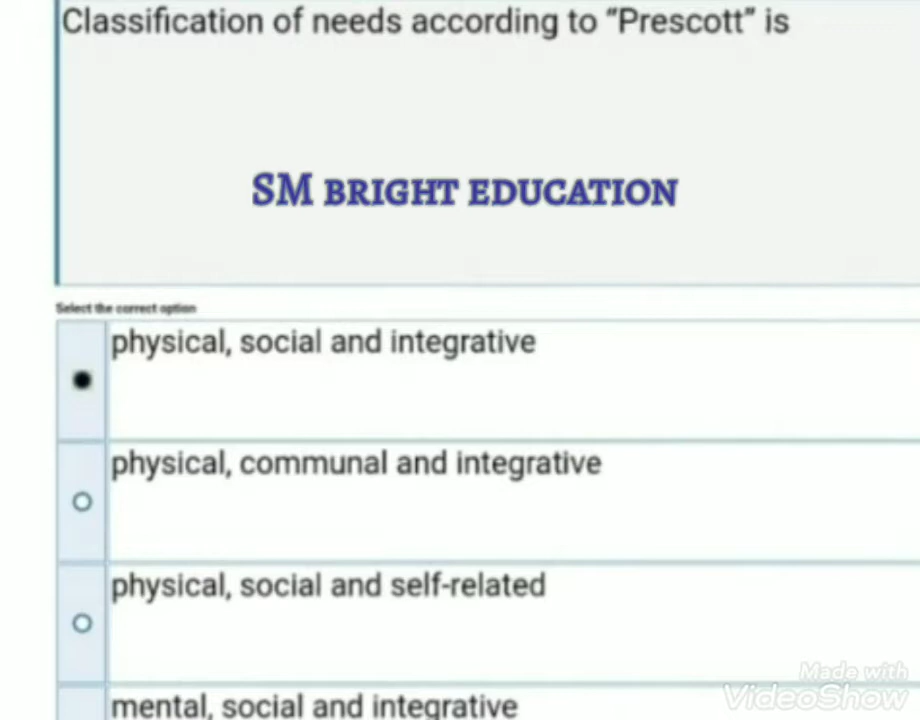 Classification of needs according to “Prescott” is
SM BRIGHT EDUCATION
Select the correct option
physical, social and integrative
physical, communal and integrative
physical, social and self-related
mental, social and integrative
Made with
VideoShow